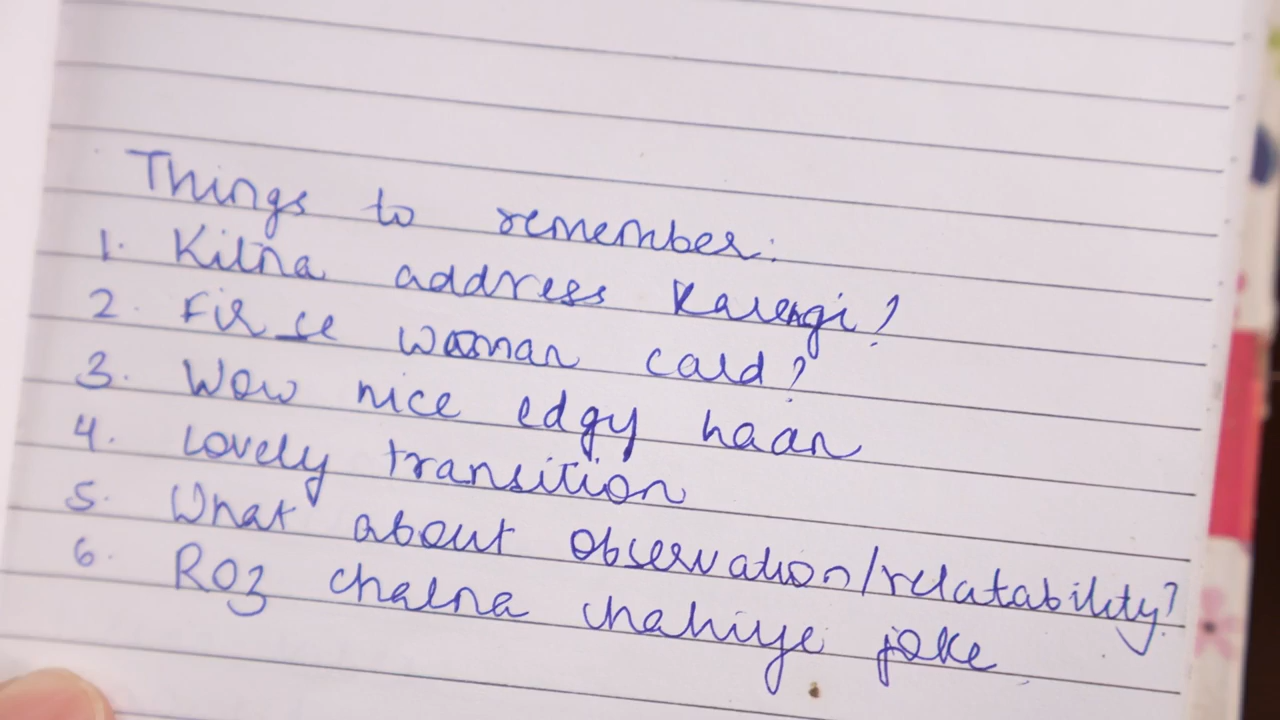 Things to remember:
1. Kitna address karengi?
2. Fir se woman card?
3. Wow nice edgy haan
4. Lovely transition
5. What about observation/relatability?
6. Roz chalna chahiye joke